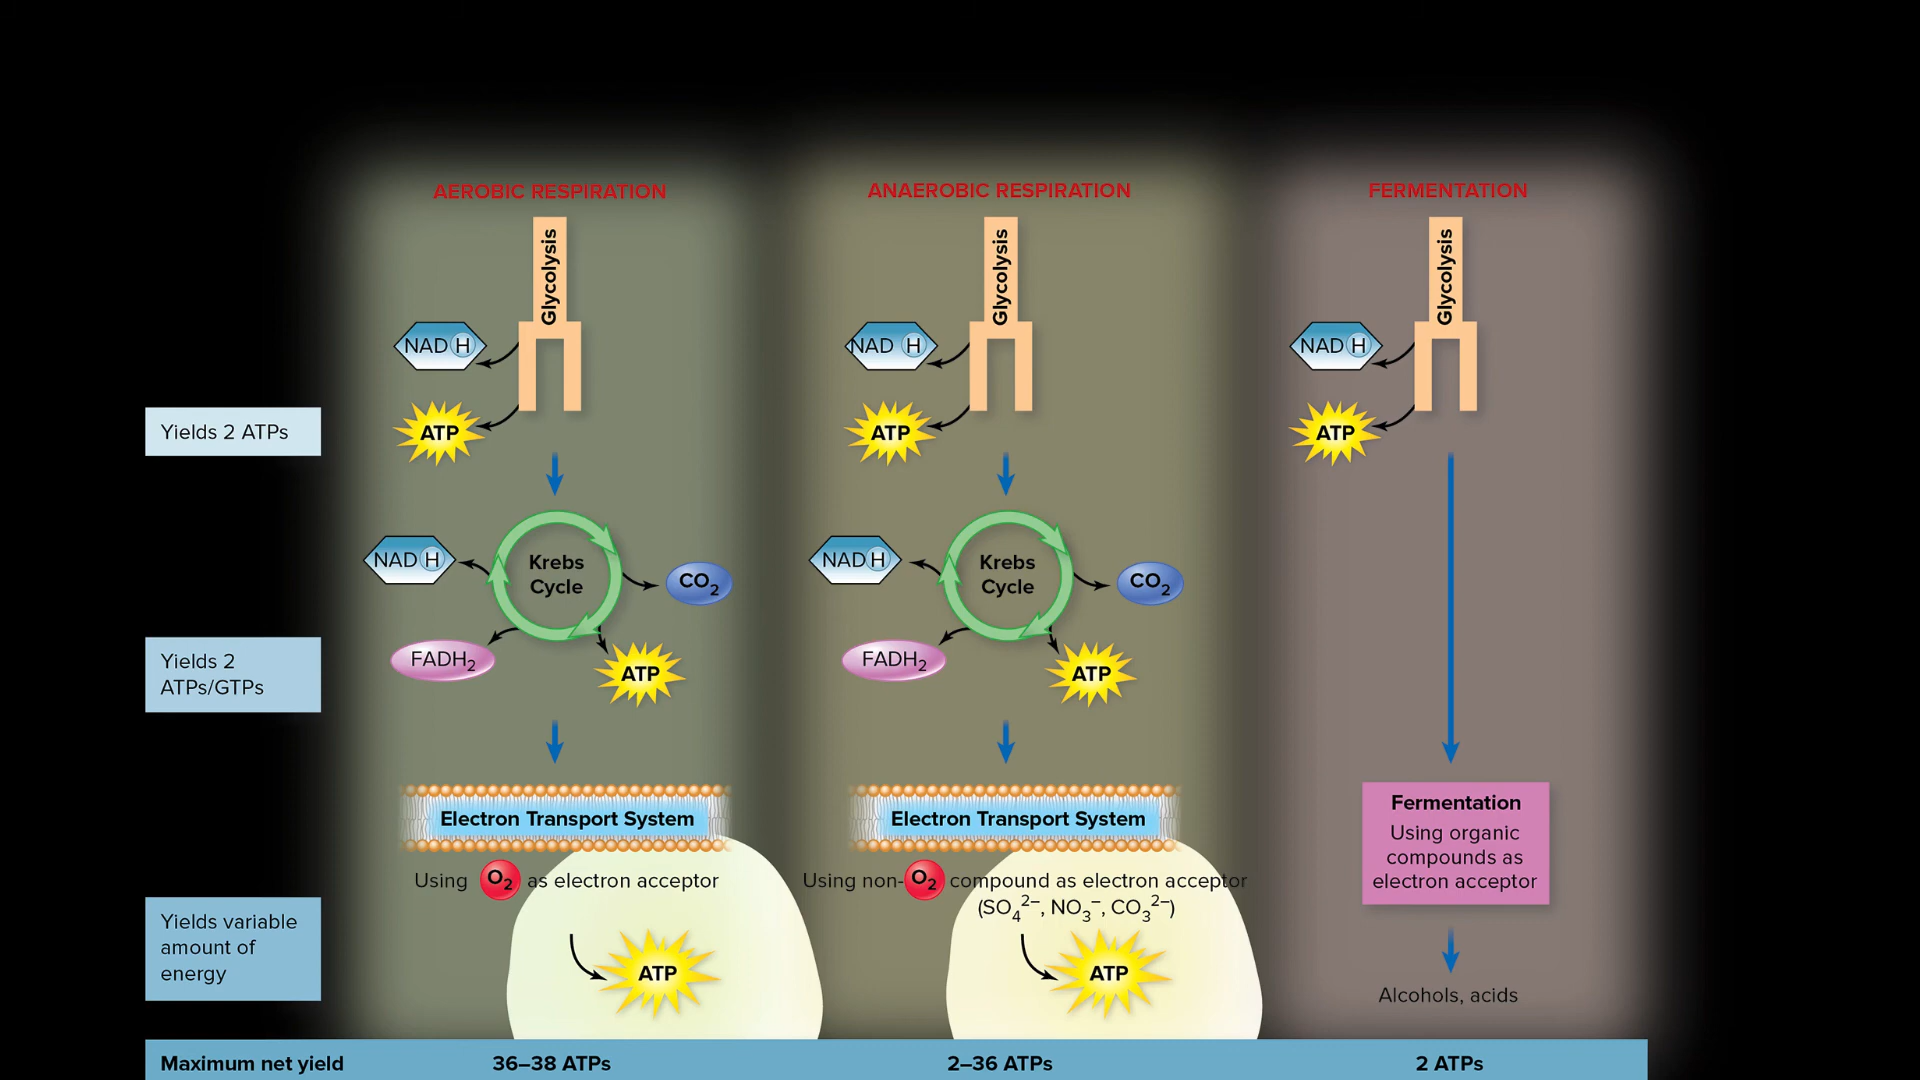 AEROBIC RESPIRATION
ANAEROBIC RESPIRATION
FERMENTATION
Glycolysis
Glycolysis
Glycolysis
NAD H
NAD H
NAD H
Yields 2 ATPs
ATP
ATP
ATP
NAD H
Krebs
Cycle
CO₂
NAD H
Krebs
Cycle
CO₂
Yields 2
ATPs/GTPs
FADH₂
ATP
FADH₂
ATP
Electron Transport System
Electron Transport System
Fermentation
Using organic
compounds as
electron acceptor
Using O₂ as electron acceptor
Using non-O₂ compound as electron acceptor
(SO₄²⁻, NO₃⁻, CO₃²⁻)
Yields variable
amount of
energy
ATP
ATP
Alcohols, acids
Maximum net yield
36–38 ATPs
2–36 ATPs
2 ATPs